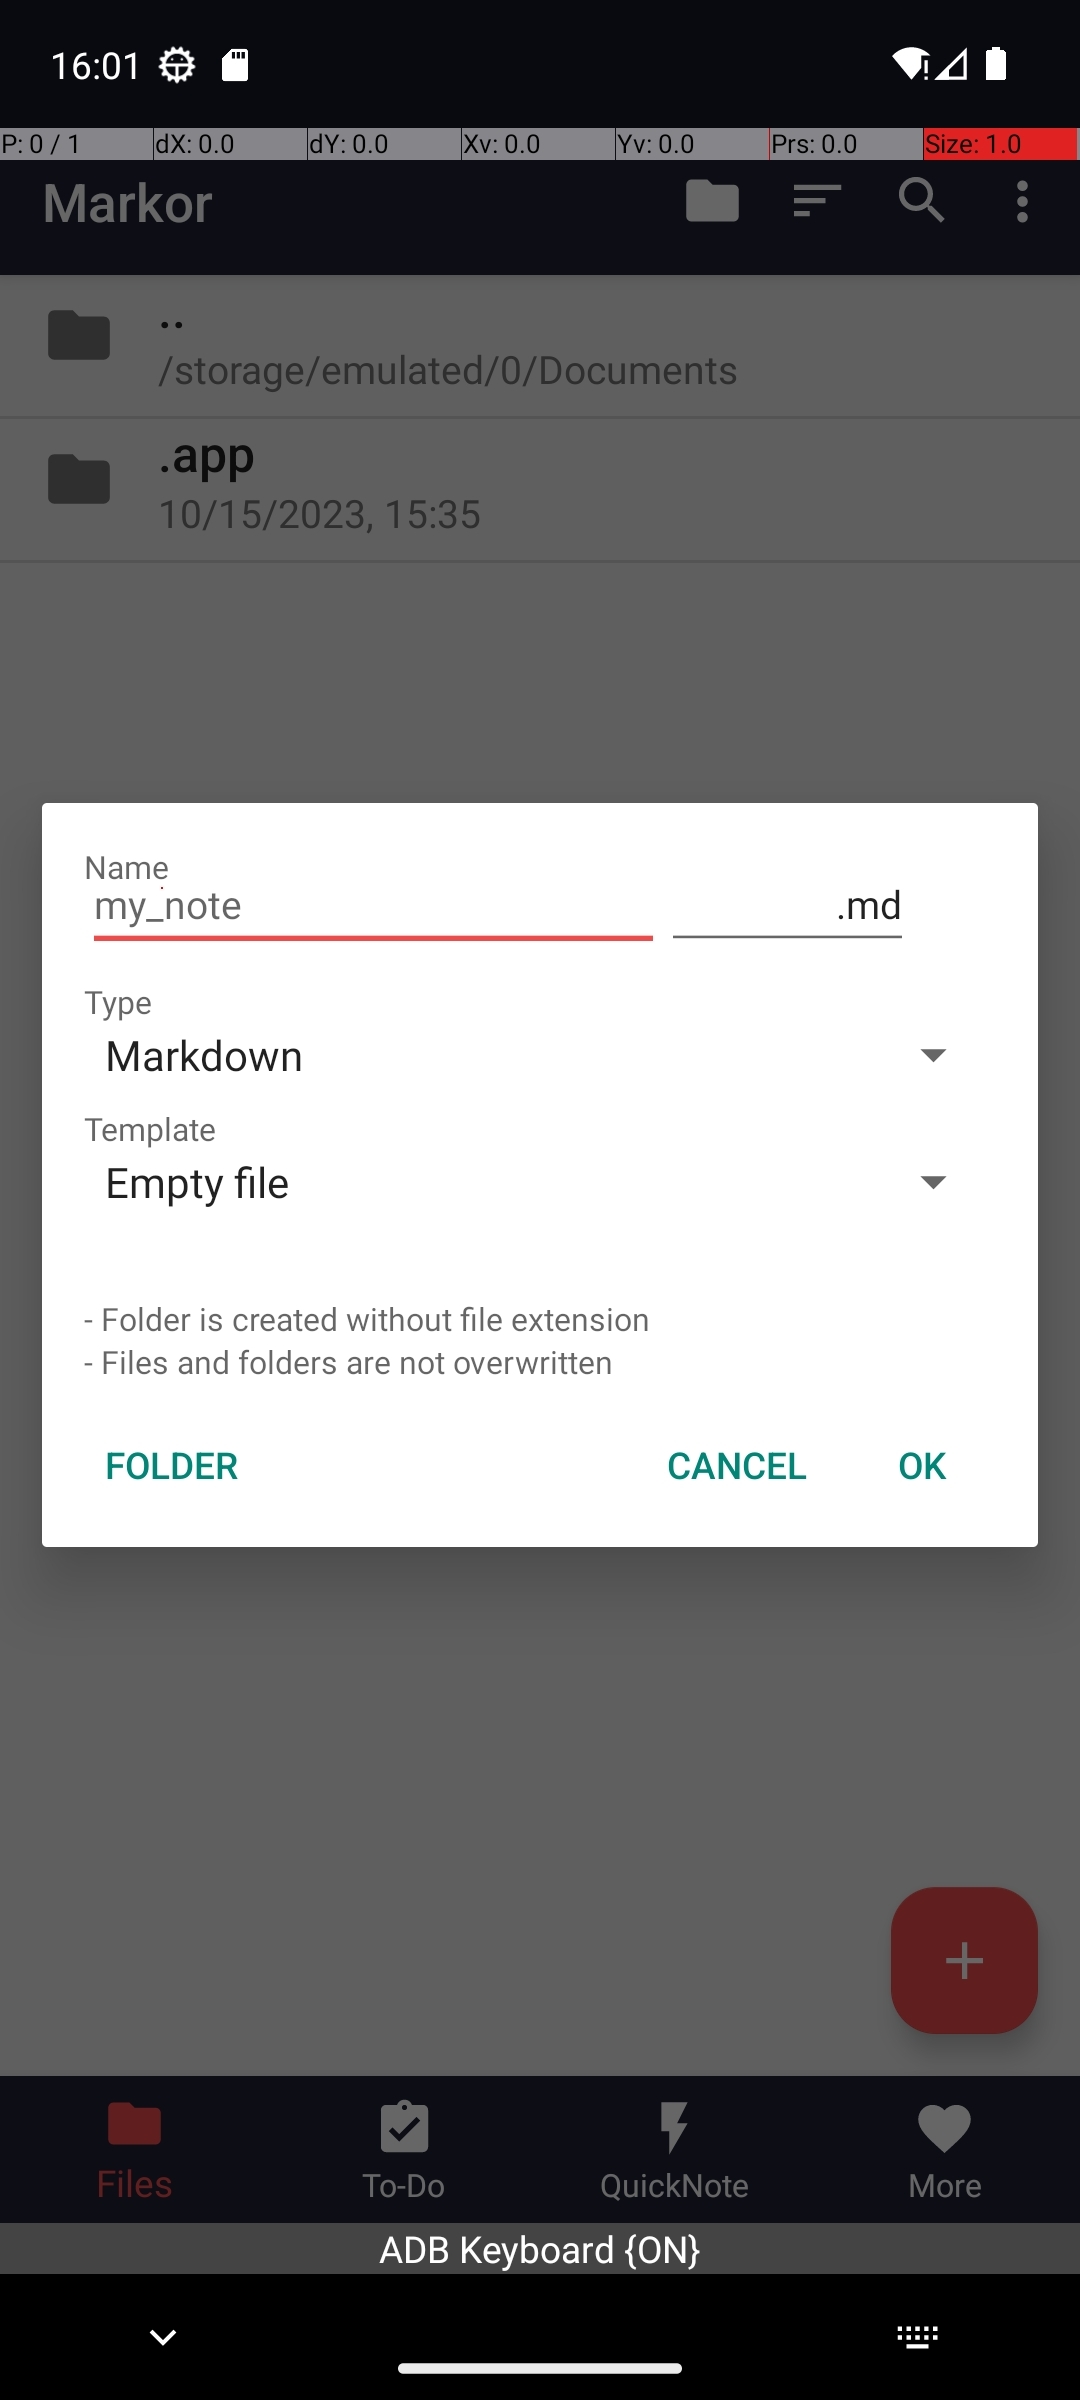 16:01
P: 0 / 1 dX: 0.0 dY: 0.0 Xv: 0.0 Yv: 0.0 Prs: 0.0 Size: 1.0
Markor
..
/storage/emulated/0/Documents
.app
10/15/2023, 15:35
Name
my_note .md
Type
Markdown
Template
Empty file
- Folder is created without file extension
- Files and folders are not overwritten
FOLDER CANCEL OK
Files To-Do QuickNote More
ADB Keyboard {ON}